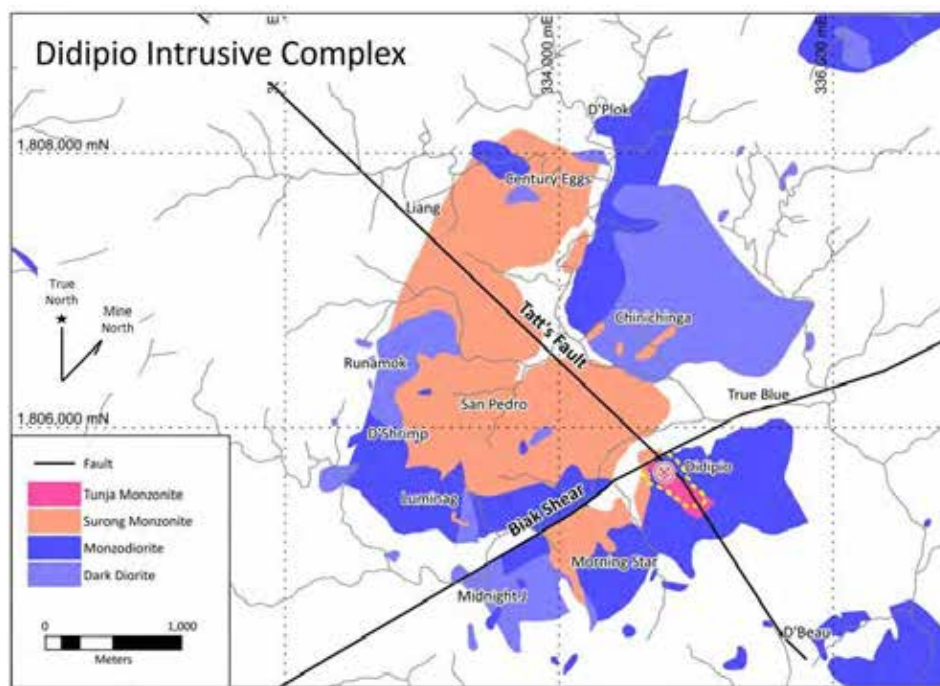 Didipio Intrusive Complex
E
334,000 mE
336,000 mE
D'Plok
1,808,000 mN
Century Eggs
Liang
True
North
Mine
North
Tatt's Fault
Chinichinga
Runamok
True Blue
San Pedro
1,806,000 mN
D'Shrimp
Didipio
Luminag
Biak Shear
Morning Star
Midnight J
D'Beau
Fault
Tunja Monzonite
Surong Monzonite
Monzodiorite
Dark Diorite
0
1,000
Meters